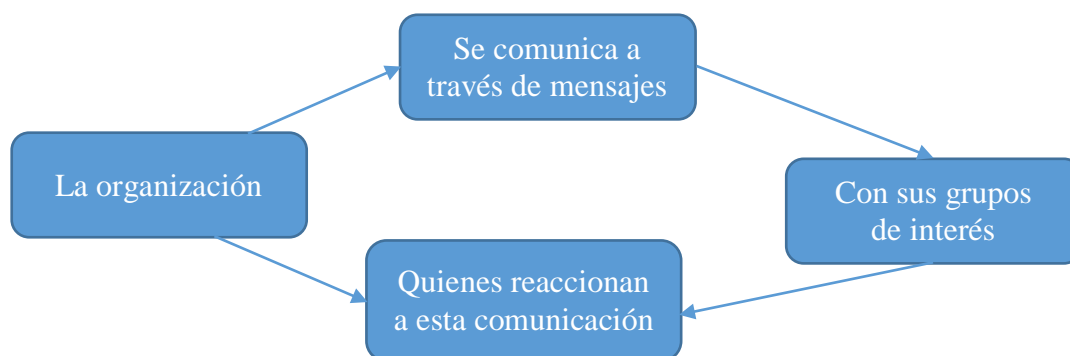 Se comunica a
través de mensajes
La organización
Con sus grupos
de interés
Quienes reaccionan
a esta comunicación